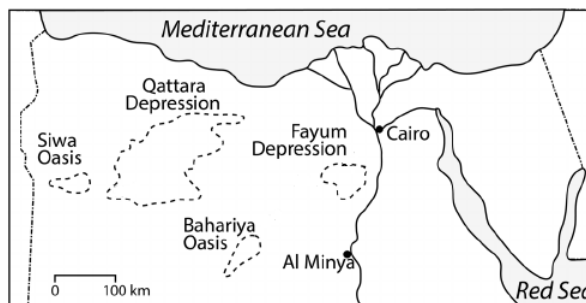 Mediterranean Sea
Qattara
Depression
Siwa
Oasis
Fayum
Depression
Cairo
Bahariya
Oasis
Al Minya
0 100 km
Red Sea